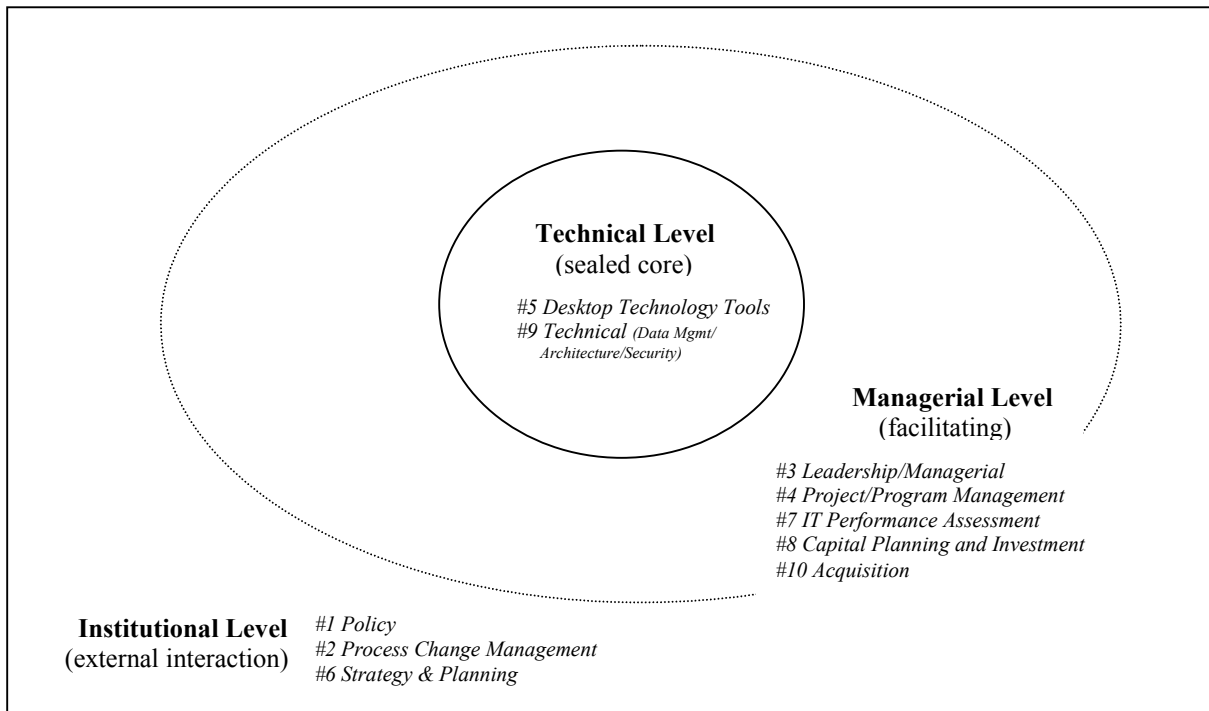 Technical Level
(sealed core)
#5 Desktop Technology Tools
#9 Technical (Data Mgmt/
Architecture/Security)
Managerial Level
(facilitating)
#3 Leadership/Managerial
#4 Project/Program Management
#7 IT Performance Assessment
#8 Capital Planning and Investment
#10 Acquisition
Institutional Level
(external interaction)
#1 Policy
#2 Process Change Management
#6 Strategy & Planning